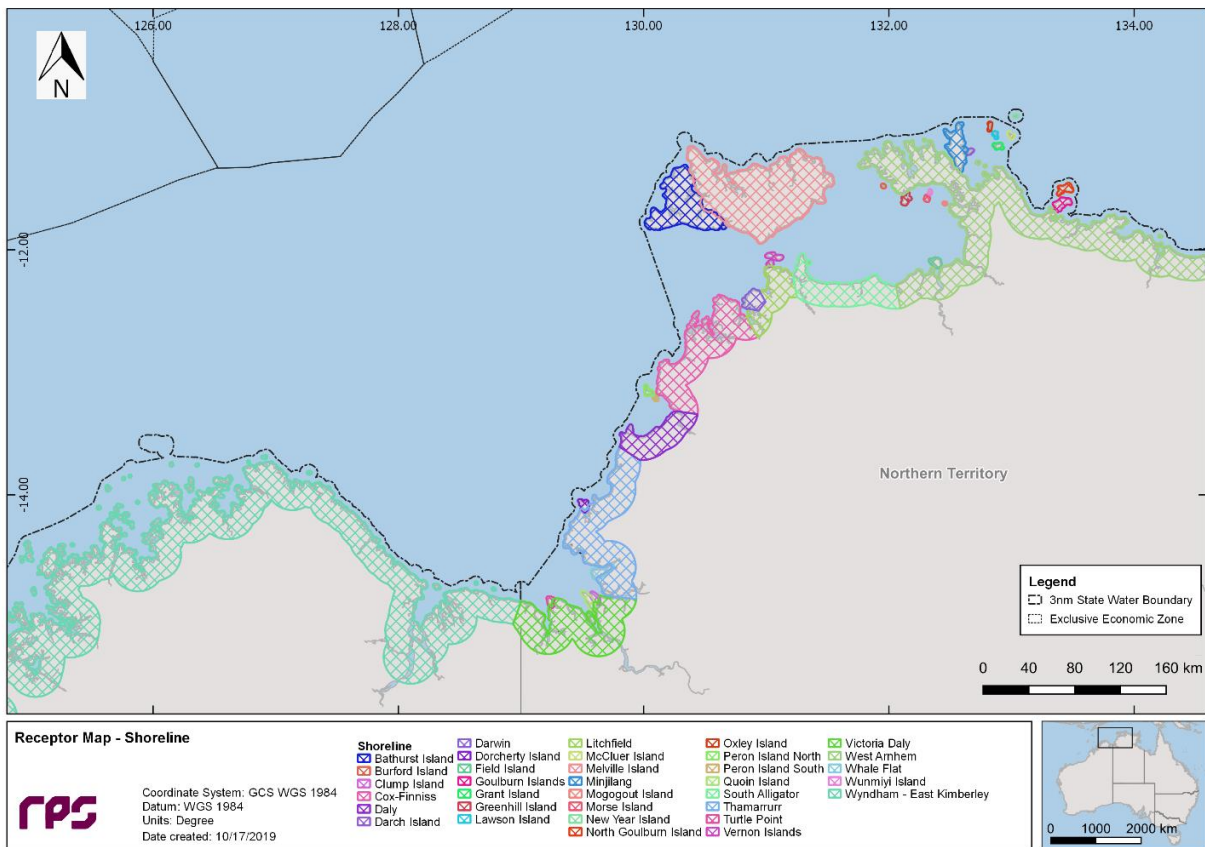 126.00
128.00
130.00
132.00
134.00
N
-12.00
-14.00
Northern Territory
Legend
3nm State Water Boundary
Exclusive Economic Zone
0 40 80 120 160 km
Receptor Map - Shoreline
rps
Coordinate System: GCS WGS 1984
Datum: WGS 1984
Units: Degree
Date created: 10/17/2019
Shoreline
Bathurst Island
Burford Island
Clump Island
Cox-Finniss
Daly
Darch Island
Darwin
Dorcherty Island
Field Island
Goulburn Islands
Grant Island
Greenhill Island
Lawson Island
Litchfield
McCluer Island
Melville Island
Minjilang
Mogogout Island
Morse Island
New Year Island
North Goulburn Island
Oxley Island
Peron Island North
Peron Island South
Quoin Island
South Alligator
Thamarrurr
Turtle Point
Vernon Islands
Victoria Daly
West Arnhem
Whale Flat
Wunmiyi Island
Wyndham - East Kimberley
0 1000 2000 km